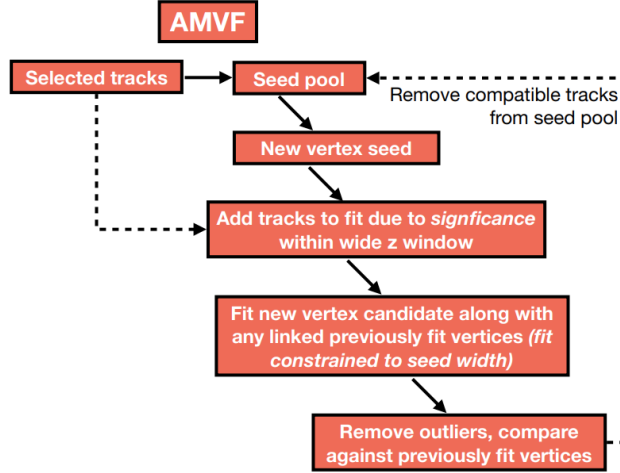 AMVF
Selected tracks
Seed pool
Remove compatible tracks
from seed pool
New vertex seed
Add tracks to fit due to signficance
within wide z window
Fit new vertex candidate along with
any linked previously fit vertices (fit
constrained to seed width)
Remove outliers, compare
against previously fit vertices